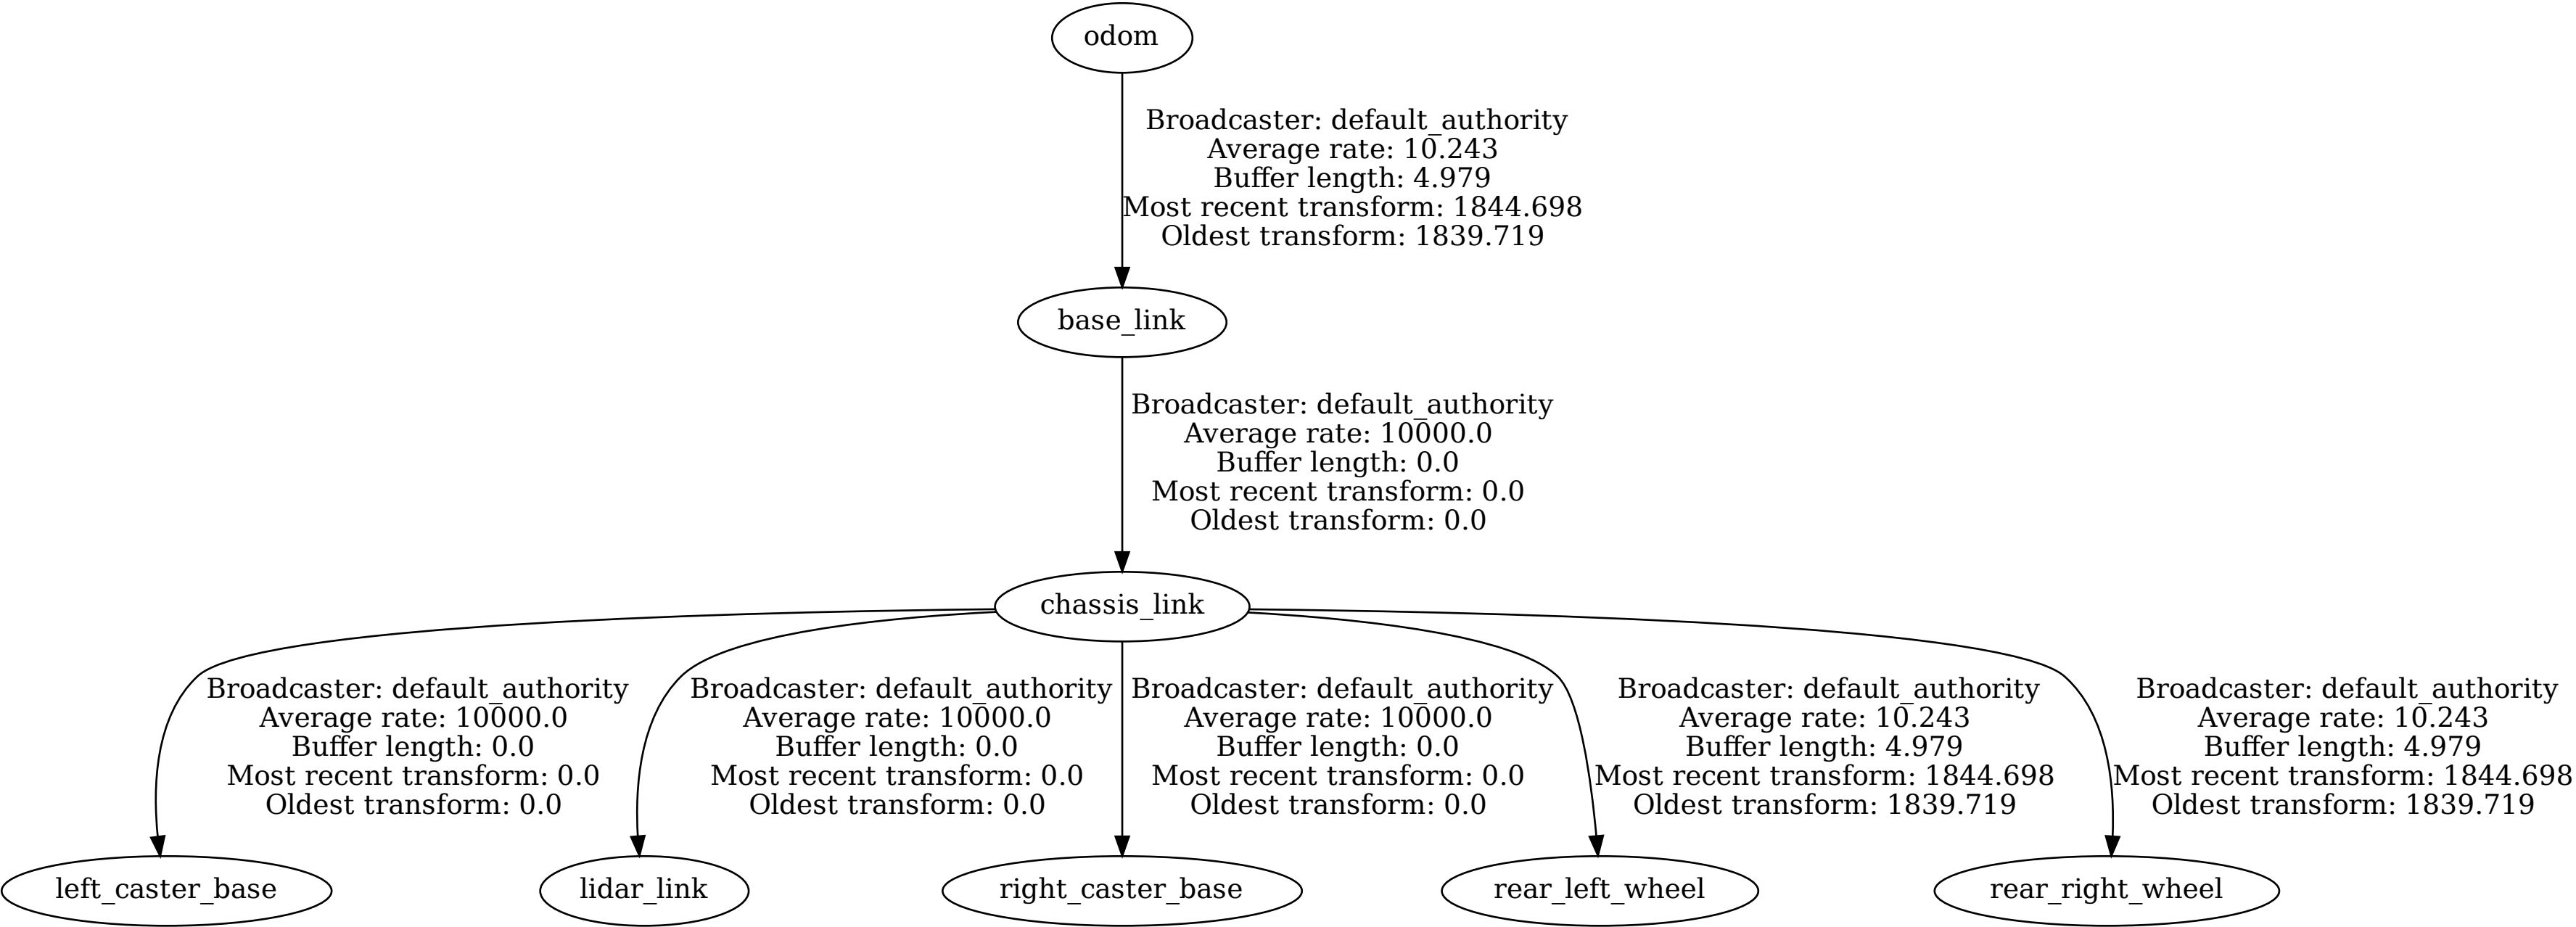 odom
Broadcaster: default_authority
Average rate: 10.243
Buffer length: 4.979
Most recent transform: 1844.698
Oldest transform: 1839.719
base_link
Broadcaster: default_authority
Average rate: 10000.0
Buffer length: 0.0
Most recent transform: 0.0
Oldest transform: 0.0
chassis_link
Broadcaster: default_authority
Average rate: 10000.0
Buffer length: 0.0
Most recent transform: 0.0
Oldest transform: 0.0
Broadcaster: default_authority
Average rate: 10000.0
Buffer length: 0.0
Most recent transform: 0.0
Oldest transform: 0.0
Broadcaster: default_authority
Average rate: 10000.0
Buffer length: 0.0
Most recent transform: 0.0
Oldest transform: 0.0
Broadcaster: default_authority
Average rate: 10.243
Buffer length: 4.979
Most recent transform: 1844.698
Oldest transform: 1839.719
Broadcaster: default_authority
Average rate: 10.243
Buffer length: 4.979
Most recent transform: 1844.698
Oldest transform: 1839.719
left_caster_base
lidar_link
right_caster_base
rear_left_wheel
rear_right_wheel